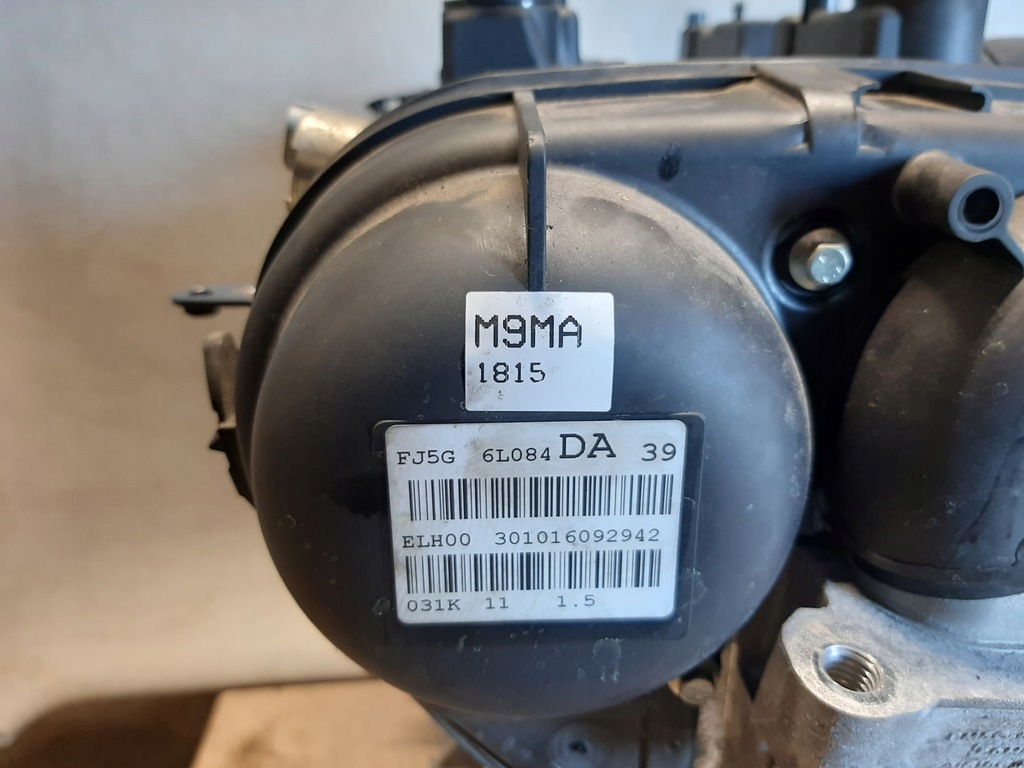 M9MA
1815
FJ5G 6L084 DA 39
ELH00 301016092942
031K 11 1.5